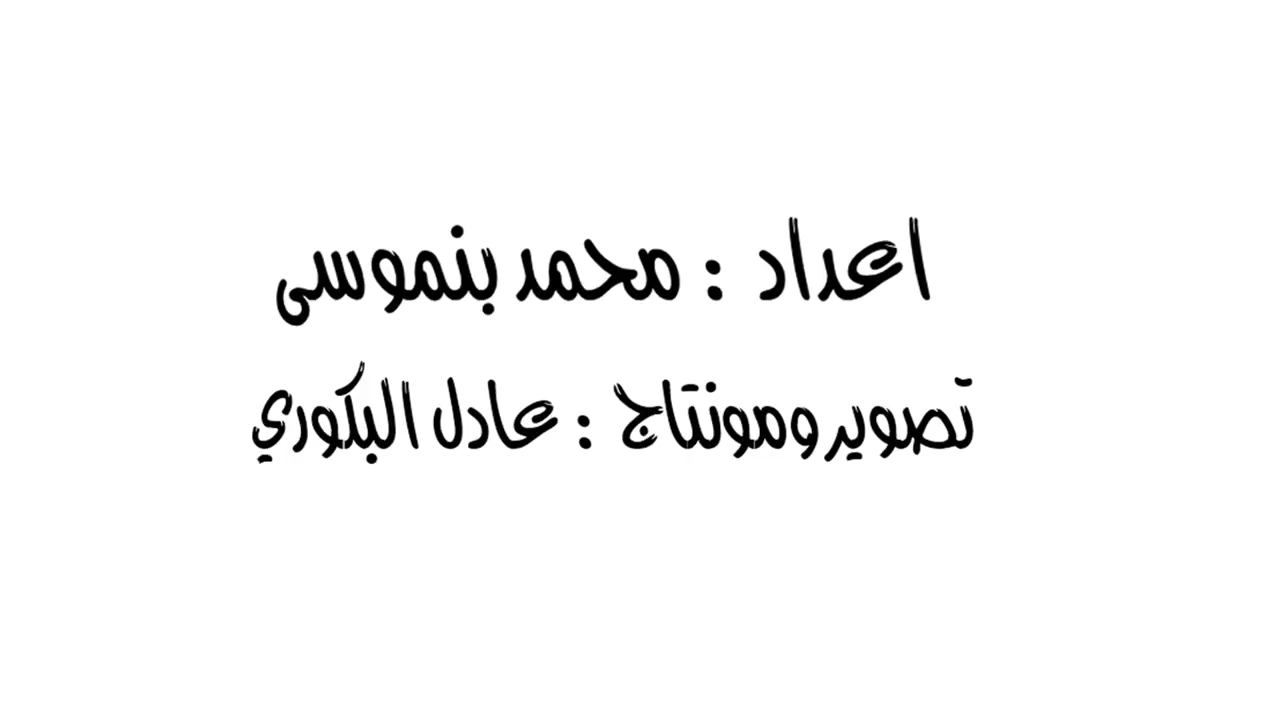 اعداد : محمد بنموسى
تصوير ومونتاج : عادل البكوري